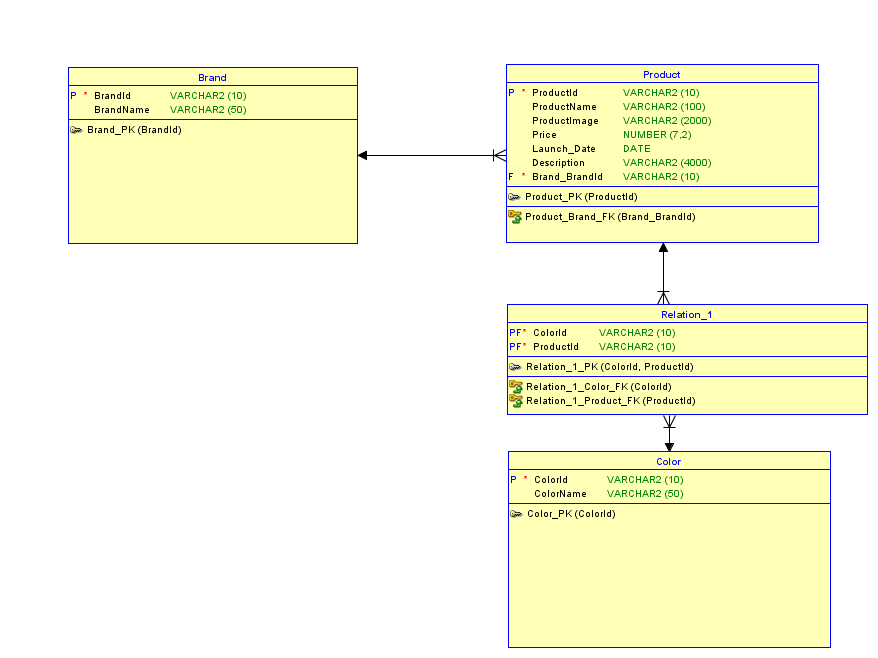 Brand
P * BrandId VARCHAR2 (10)
BrandName VARCHAR2 (50)
Brand_PK (BrandId)
Product
P * ProductId VARCHAR2 (10)
ProductName VARCHAR2 (100)
ProductImage VARCHAR2 (2000)
Price NUMBER (7,2)
Launch_Date DATE
Description VARCHAR2 (4000)
F * Brand_BrandId VARCHAR2 (10)
Product_PK (ProductId)
Product_Brand_FK (Brand_BrandId)
Relation_1
PF* ColorId VARCHAR2 (10)
PF* ProductId VARCHAR2 (10)
Relation_1_PK (ColorId, ProductId)
Relation_1_Color_FK (ColorId)
Relation_1_Product_FK (ProductId)
Color
P * ColorId VARCHAR2 (10)
ColorName VARCHAR2 (50)
Color_PK (ColorId)